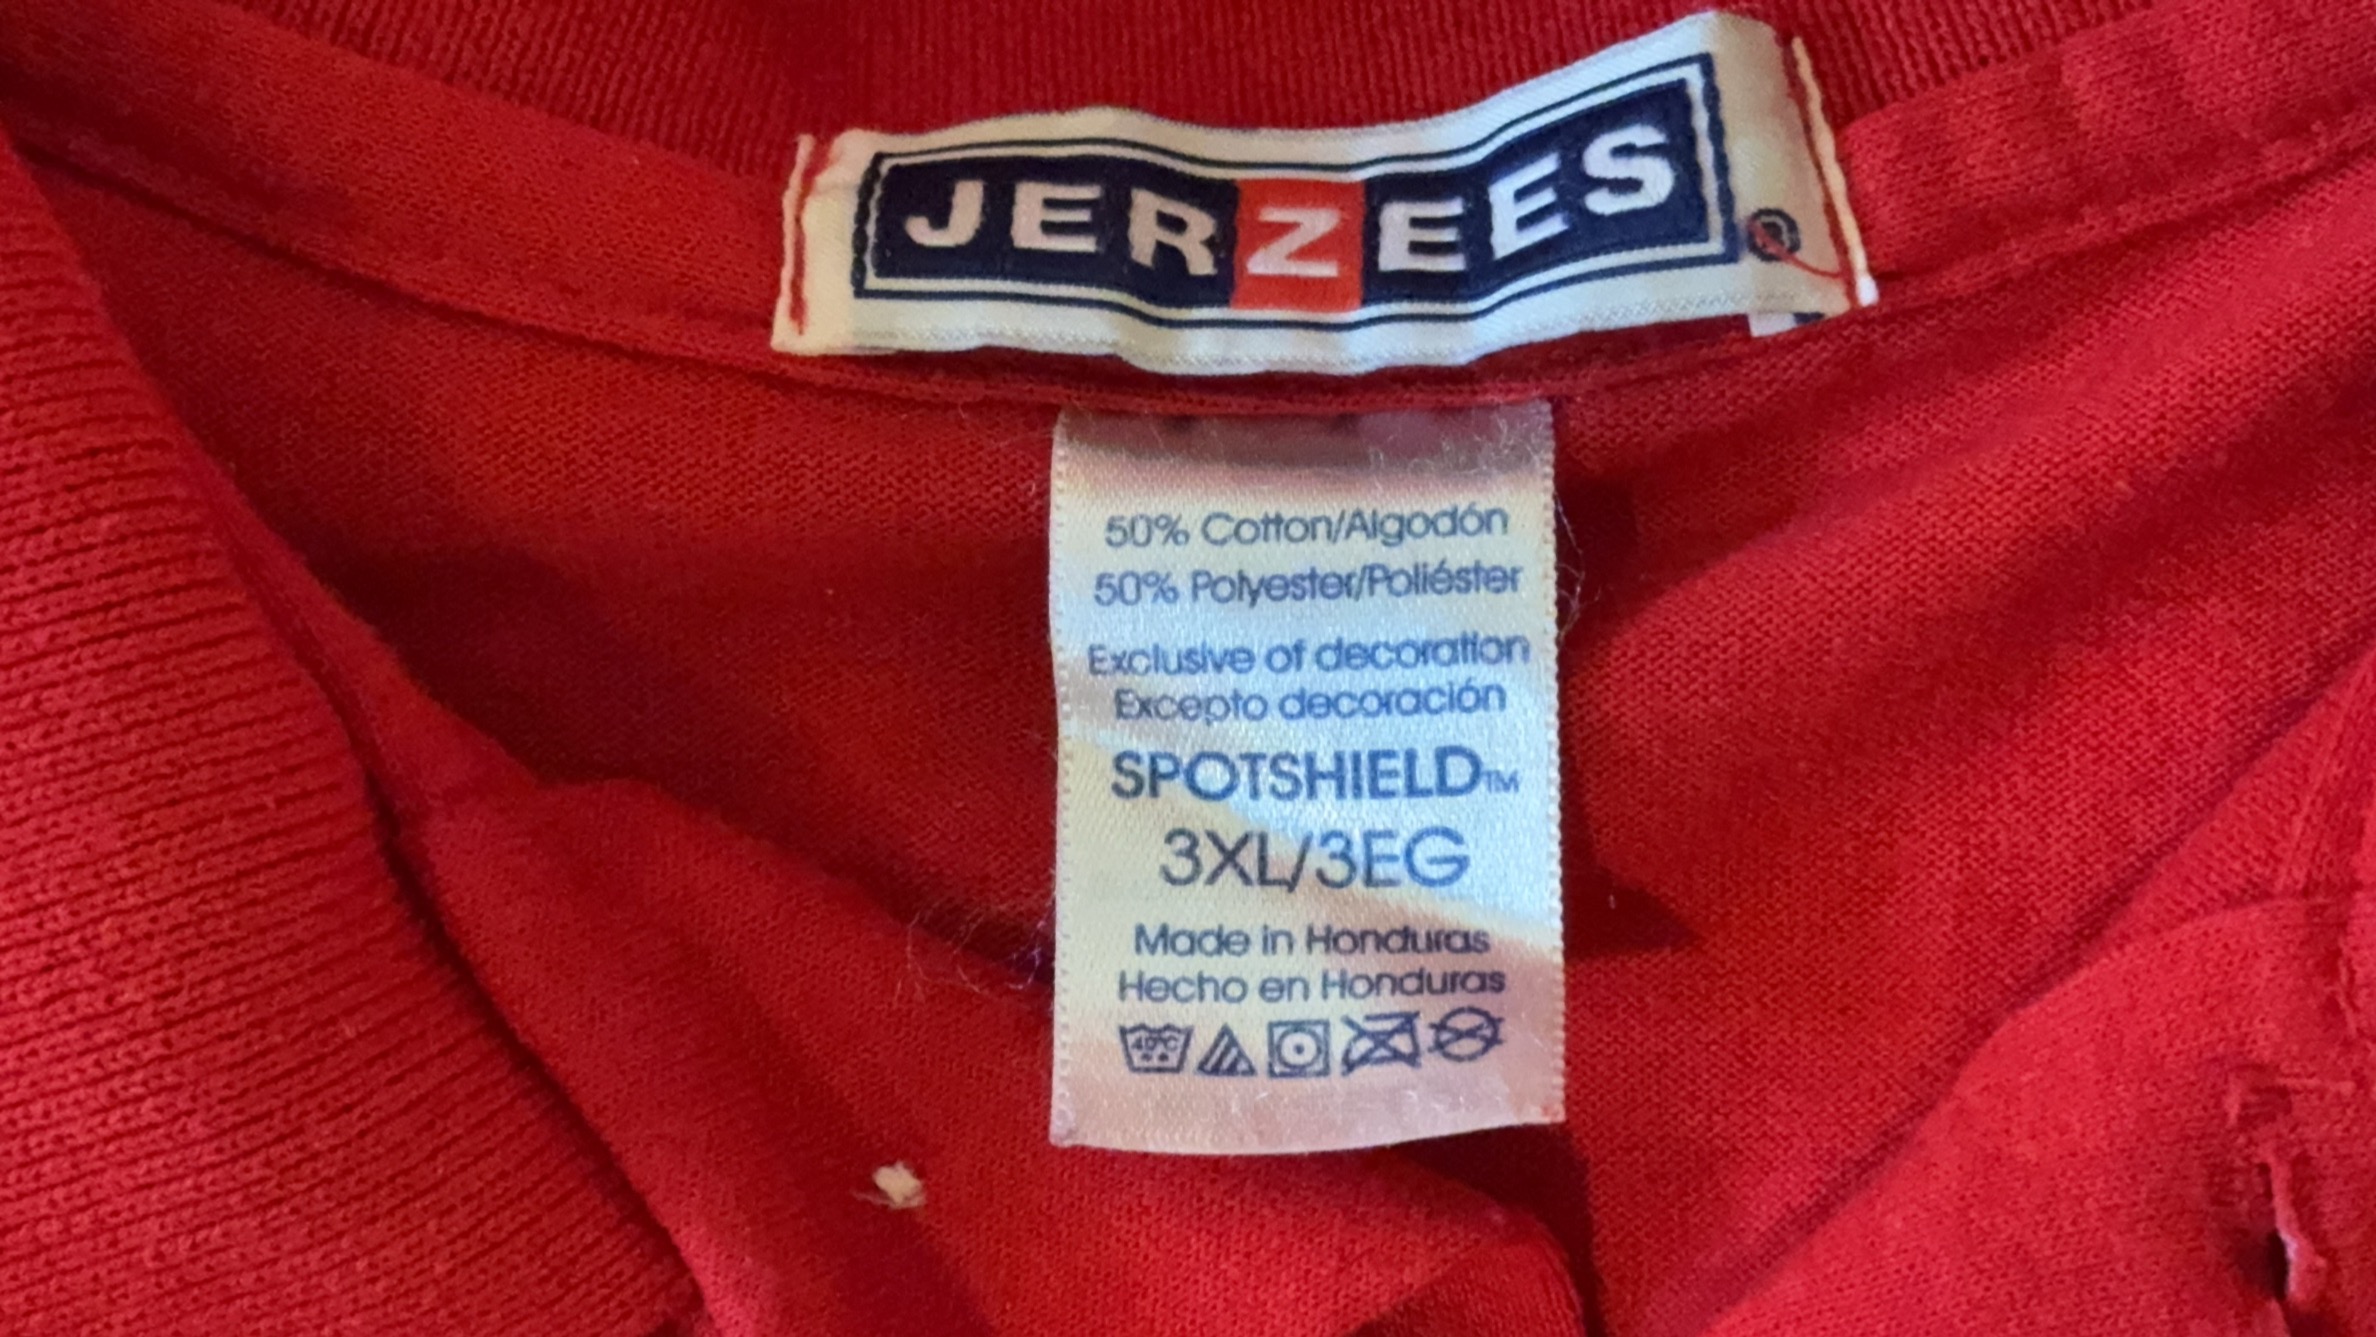 JERZEES®
50% Cotton/Algodón
50% Polyester/Poliéster
Exclusive of decoration
Excepto decoración
SPOTSHIELD™
3XL/3EG
Made in Honduras
Hecho en Honduras
40°C